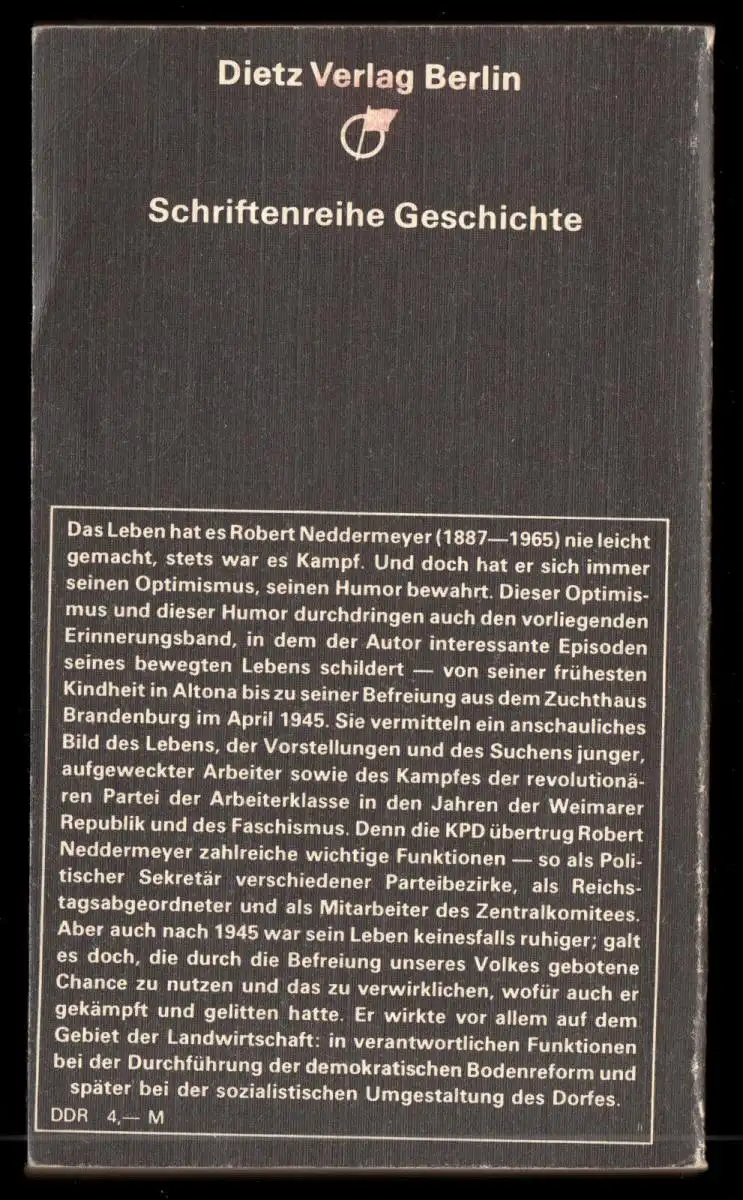 Dietz Verlag Berlin
Schriftenreihe Geschichte
Das Leben hat es Robert Neddermeyer (1887—1965) nie leicht
gemacht, stets war es Kampf. Und doch hat er sich immer
seinen Optimismus, seinen Humor bewahrt. Dieser Optimis-
mus und dieser Humor durchdringen auch den vorliegenden
Erinnerungsband, in dem der Autor interessante Episoden
seines bewegten Lebens schildert — von seiner frühesten
Kindheit in Altona bis zu seiner Befreiung aus dem Zuchthaus
Brandenburg im April 1945. Sie vermitteln ein anschauliches
Bild des Lebens, der Vorstellungen und des Suchens junger,
aufgeweckter Arbeiter sowie des Kampfes der revolutionä-
ren Partei der Arbeiterklasse in den Jahren der Weimarer
Republik und des Faschismus. Denn die KPD übertrug Robert
Neddermeyer zahlreiche wichtige Funktionen — so als Poli-
tischer Sekretär verschiedener Parteibezirke, als Reichs-
tagsabgeordneter und als Mitarbeiter des Zentralkomitees.
Aber auch nach 1945 war sein Leben keinesfalls ruhiger; galt
es doch, die durch die Befreiung unseres Volkes gebotene
Chance zu nutzen und das zu verwirklichen, wofür auch er
gekämpft und gelitten hatte. Er wirkte vor allem auf dem
Gebiet der Landwirtschaft: in verantwortlichen Funktionen
bei der Durchführung der demokratischen Bodenreform und
später bei der sozialistischen Umgestaltung des Dorfes.
DDR 4,— M